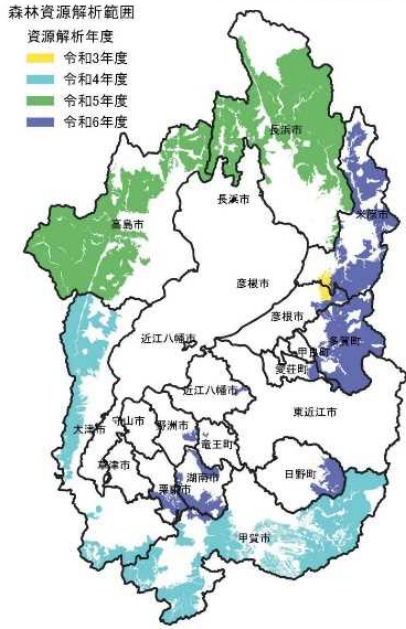 森林資源解析範囲
資源解析年度
令和3年度
令和4年度
令和5年度
令和6年度
長浜市
長浜市
米原市
高島市
彦根市
彦根市
多賀町
近江八幡市
甲良町
愛荘町
近江八幡市
東近江市
大津市
守山市
野洲市
竜王町
草津市
湖南市
日野町
栗東市
甲賀市